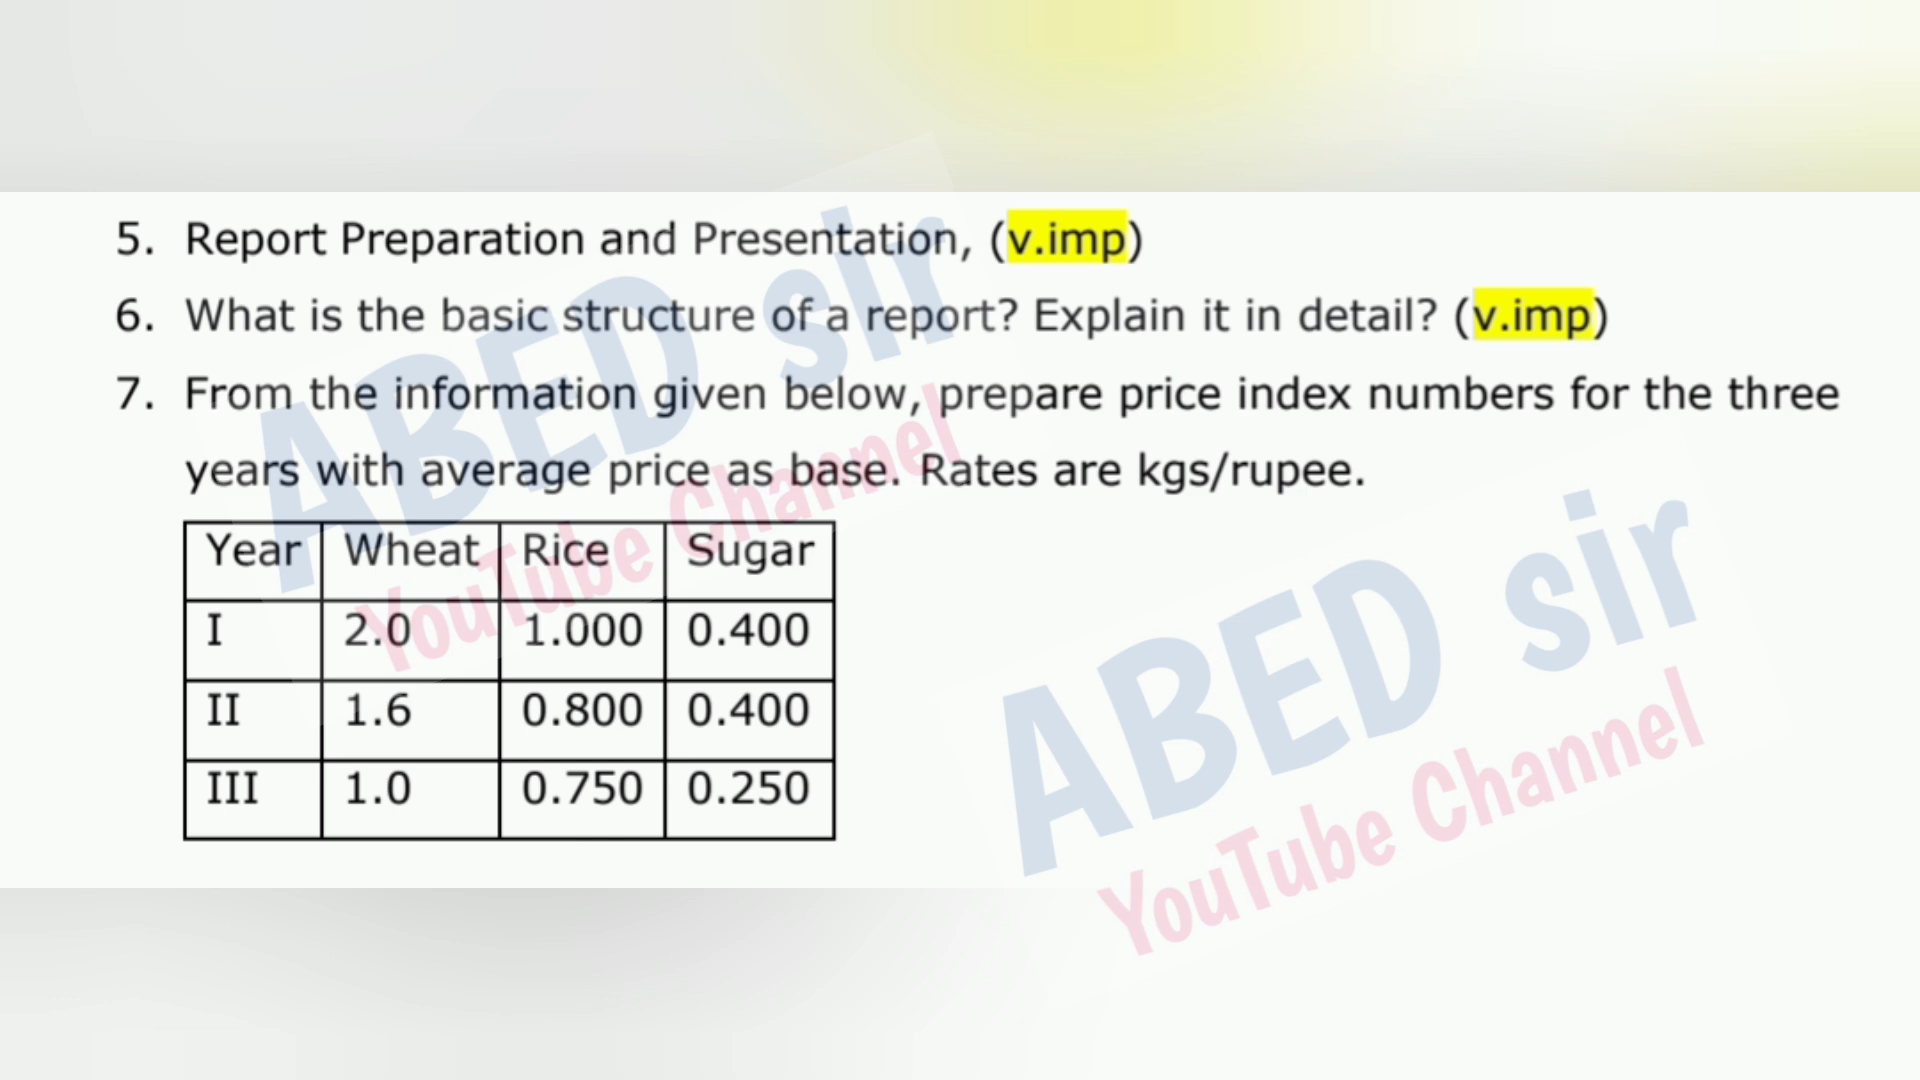 5. Report Preparation and Presentation, (v.imp)
6. What is the basic structure of a report? Explain it in detail? (v.imp)
7. From the information given below, prepare price index numbers for the three
years with average price as base. Rates are kgs/rupee.
Year Wheat Rice Sugar
I 2.0 1.000 0.400
II 1.6 0.800 0.400
III 1.0 0.750 0.250
ABED sir
YouTube Channel
ABED sir
YouTube Channel